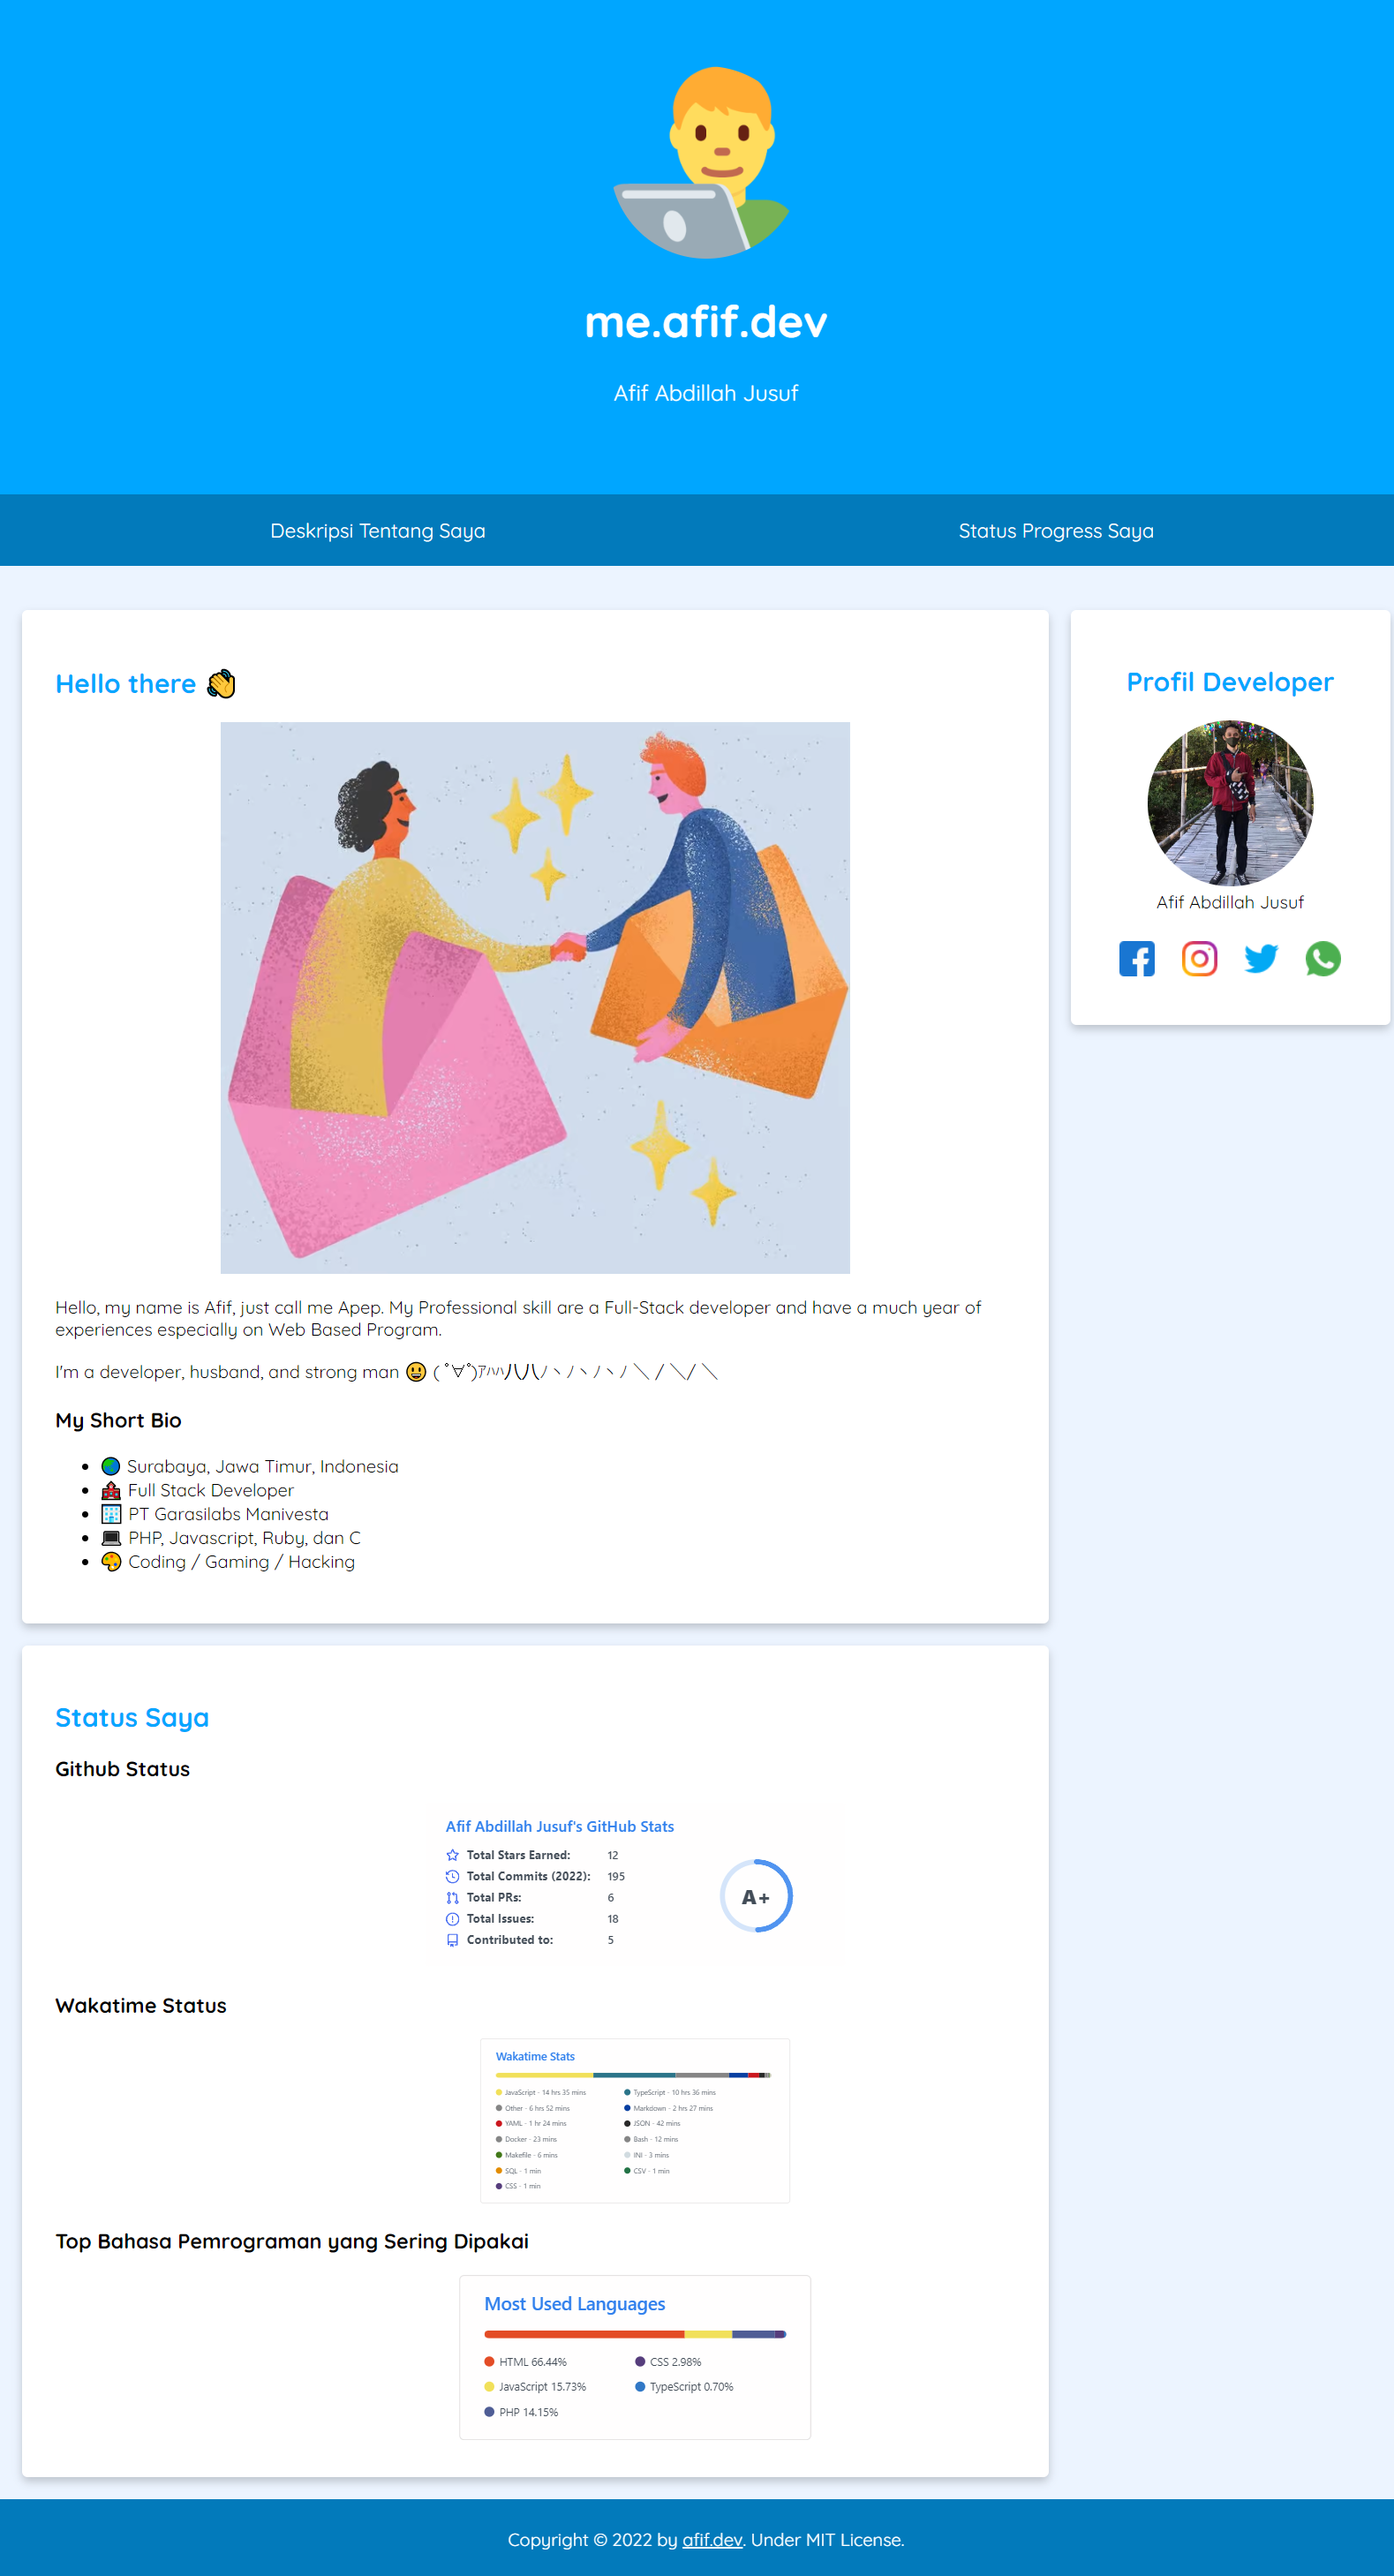 me.afif.dev
Afif Abdillah Jusuf
Deskripsi Tentang Saya
Status Progress Saya
Hello there 👋
Profil Developer
Afif Abdillah Jusuf
Hello, my name is Afif, just call me Apep. My Professional skill are a Full-Stack developer and have a much year of
experiences especially on Web Based Program.
I'm a developer, husband, and strong man 😃 ( ﾟ∀ﾟ)ｱﾊﾊ八八ﾉヽﾉヽﾉヽﾉ ＼ / ＼/ ＼
My Short Bio
🌏 Surabaya, Jawa Timur, Indonesia
🏫 Full Stack Developer
🏢 PT Garasilabs Manivesta
💻 PHP, Javascript, Ruby, dan C
🎨 Coding / Gaming / Hacking
Status Saya
Github Status
Afif Abdillah Jusuf's GitHub Stats
Total Stars Earned: 12
Total Commits (2022): 195
Total PRs: 6
Total Issues: 18
Contributed to: 5
A+
Wakatime Status
Wakatime Stats
JavaScript - 14 hrs 35 mins
TypeScript - 10 hrs 36 mins
Other - 6 hrs 52 mins
Markdown - 2 hrs 27 mins
YAML - 1 hr 24 mins
JSON - 42 mins
Docker - 23 mins
Bash - 12 mins
Makefile - 6 mins
INI - 3 mins
SQL - 1 min
CSV - 1 min
CSS - 1 min
Top Bahasa Pemrograman yang Sering Dipakai
Most Used Languages
HTML 66.44%
CSS 2.98%
JavaScript 15.73%
TypeScript 0.70%
PHP 14.15%
Copyright © 2022 by afif.dev. Under MIT License.